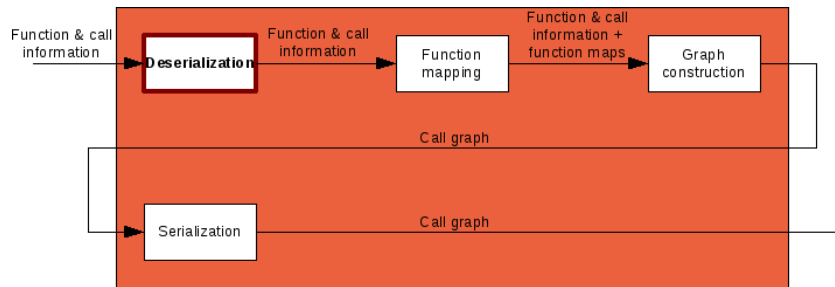 Function & call
information
Deserialization
Function & call
information
Function
mapping
Function & call
information +
function maps
Graph
construction
Call graph
Serialization
Call graph